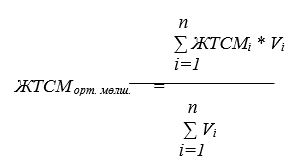 n
∑ ЖТСМi * Vi
i=1
ЖТСМ орт. мөлш. =
n
∑ Vi
i=1